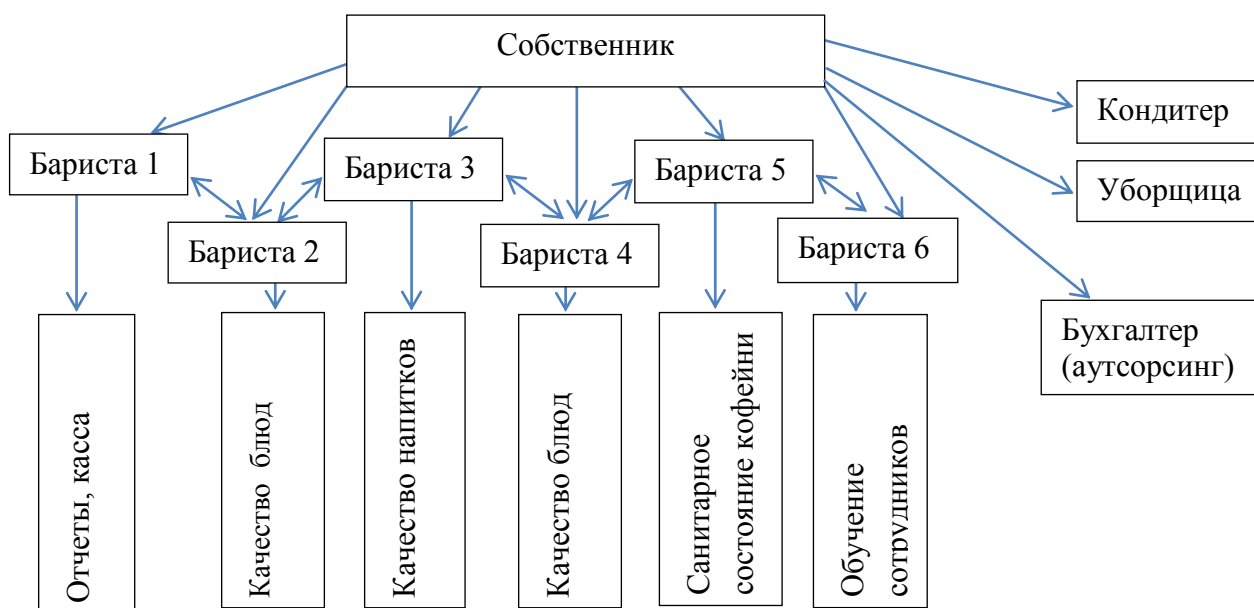 Собственник
Кондитер
Бариста 1
Бариста 3
Бариста 5
Уборщица
Бариста 2
Бариста 4
Бариста 6
Бухгалтер
(аутсорсинг)
Отчеты, касса
Качество блюд
Качество напитков
Качество блюд
Санитарное
состояние кофейни
Обучение
сотрудников